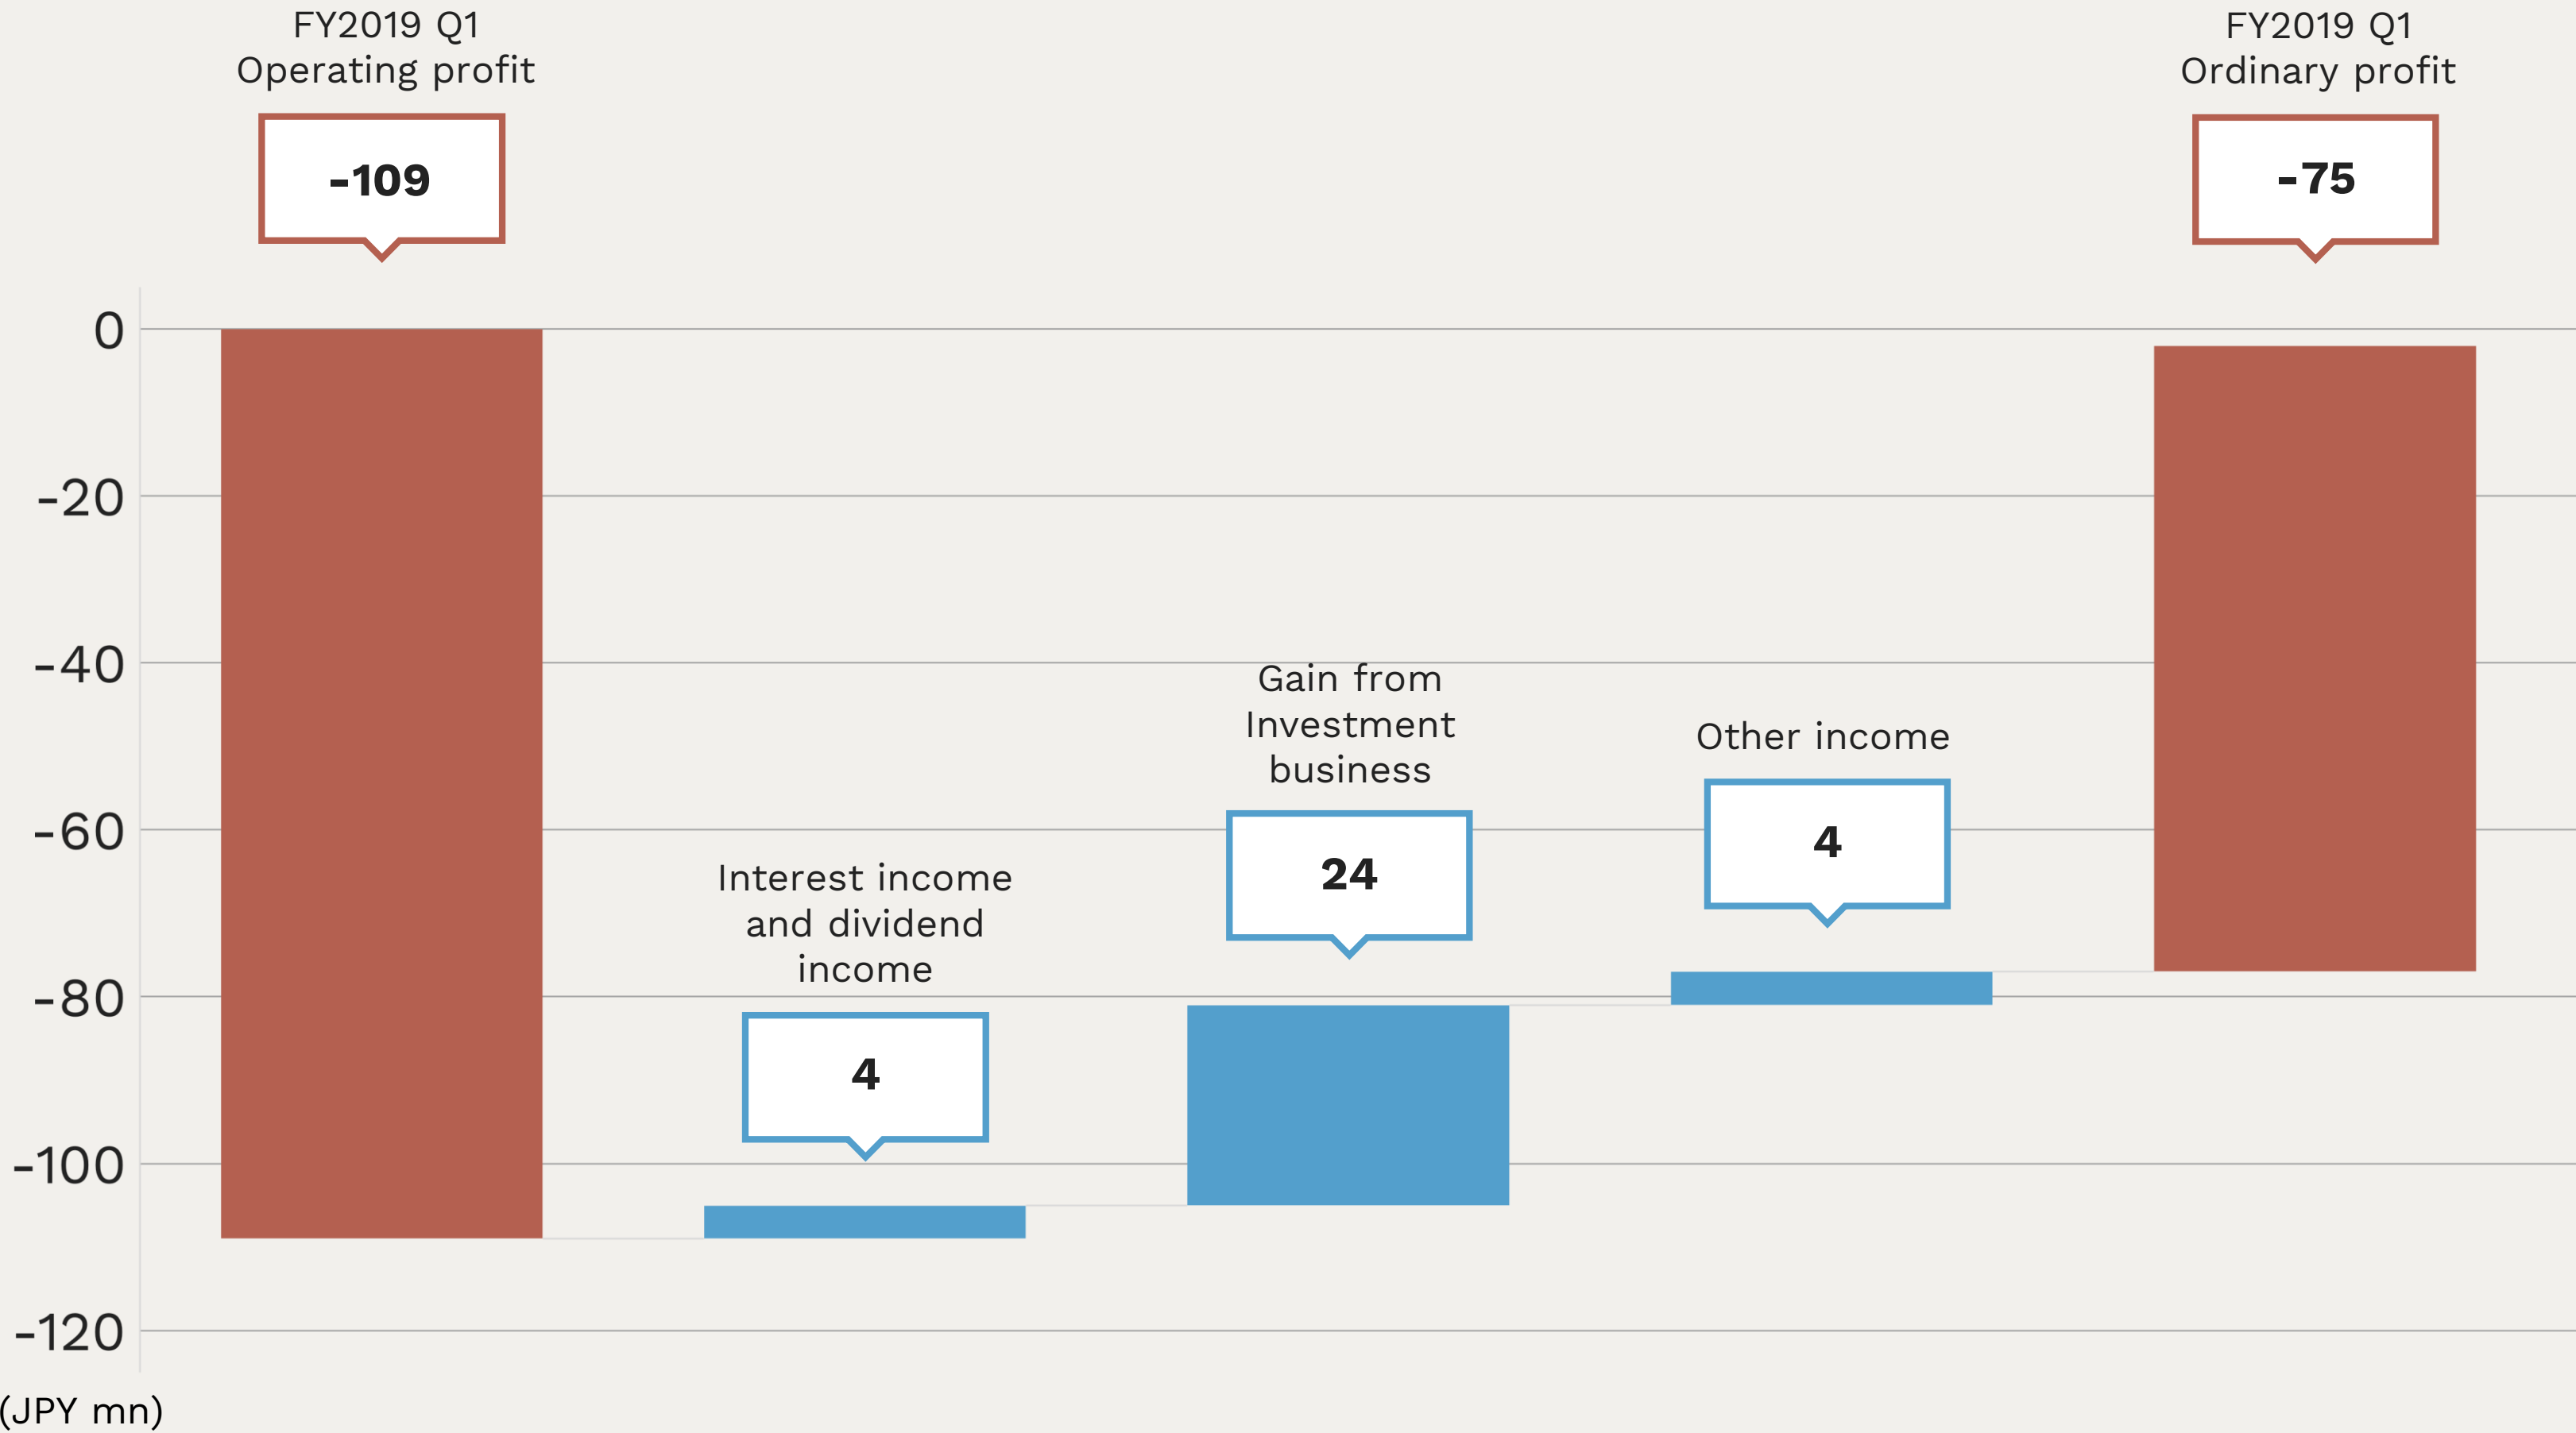 FY2019 Q1
Operating profit
-109
FY2019 Q1
Ordinary profit
-75
0
-20
-40
-60
-80
-100
-120
Interest income
and dividend
income
4
Gain from
Investment
business
24
Other income
4
(JPY mn)